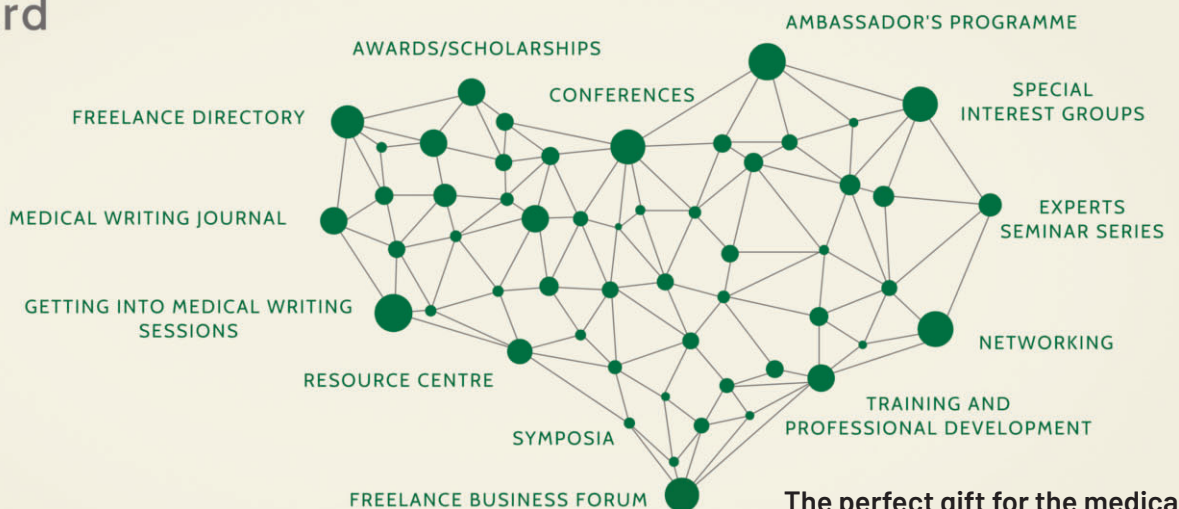 rd
AMBASSADOR'S PROGRAMME
AWARDS/SCHOLARSHIPS
CONFERENCES
SPECIAL
INTEREST GROUPS
FREELANCE DIRECTORY
MEDICAL WRITING JOURNAL
EXPERTS
SEMINAR SERIES
GETTING INTO MEDICAL WRITING
SESSIONS
NETWORKING
RESOURCE CENTRE
TRAINING AND
PROFESSIONAL DEVELOPMENT
SYMPOSIA
FREELANCE BUSINESS FORUM
The perfect gift for the medica